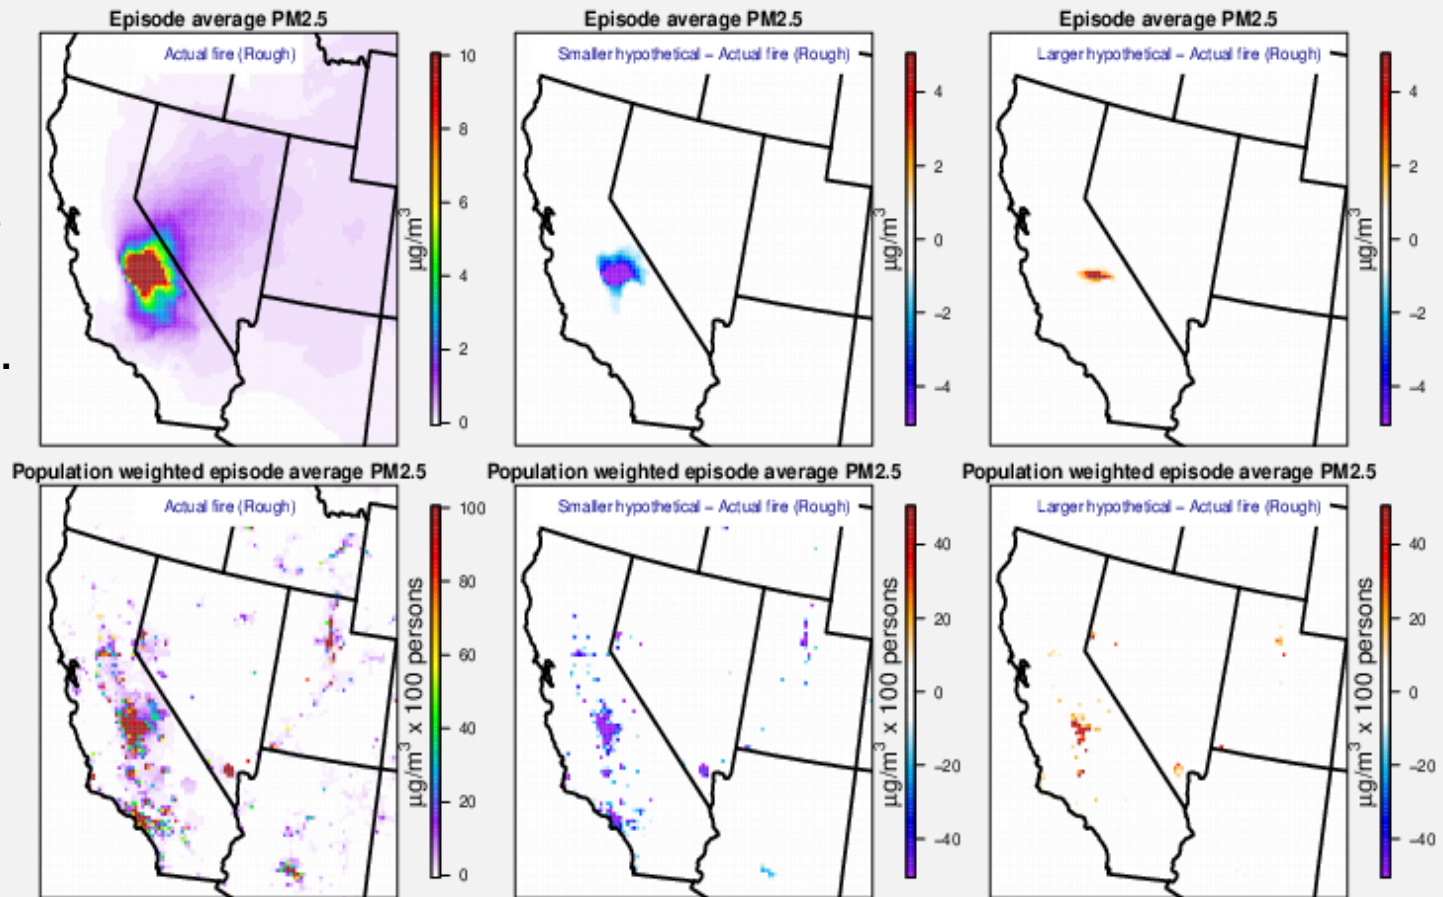 Episode average PM2.5
Actual fire (Rough)
10
8
6
4
2
0
µg/m³
Episode average PM2.5
Smaller hypothetical – Actual fire (Rough)
4
2
0
–2
–4
µg/m³
Episode average PM2.5
Larger hypothetical – Actual fire (Rough)
4
2
0
–2
–4
µg/m³
.
Population weighted episode average PM2.5
Actual fire (Rough)
100
80
60
40
20
0
µg/m³ x 100 persons
Population weighted episode average PM2.5
Smaller hypothetical – Actual fire (Rough)
40
20
0
–20
–40
µg/m³ x 100 persons
Population weighted episode average PM2.5
Larger hypothetical – Actual fire (Rough)
40
20
0
–20
–40
µg/m³ x 100 persons